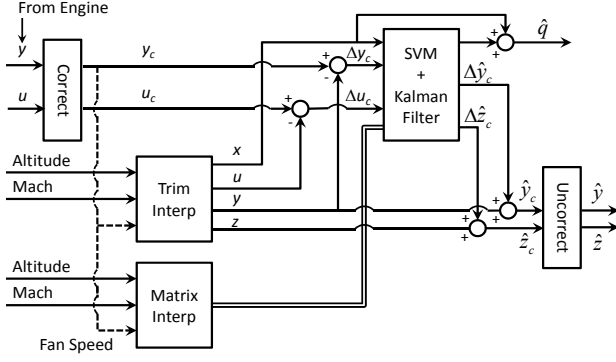 From Engine
y
u
Correct
y_c
u_c
+
-
Δy_c
+
-
Δu_c
SVM
+
Kalman
Filter
+
+
q̂
Δŷ_c
Δẑ_c
Altitude
Mach
Trim
Interp
x
u
y
z
+
+
ŷ_c
+
+
ẑ_c
Uncorrect
ŷ
ẑ
Altitude
Mach
Matrix
Interp
Fan Speed